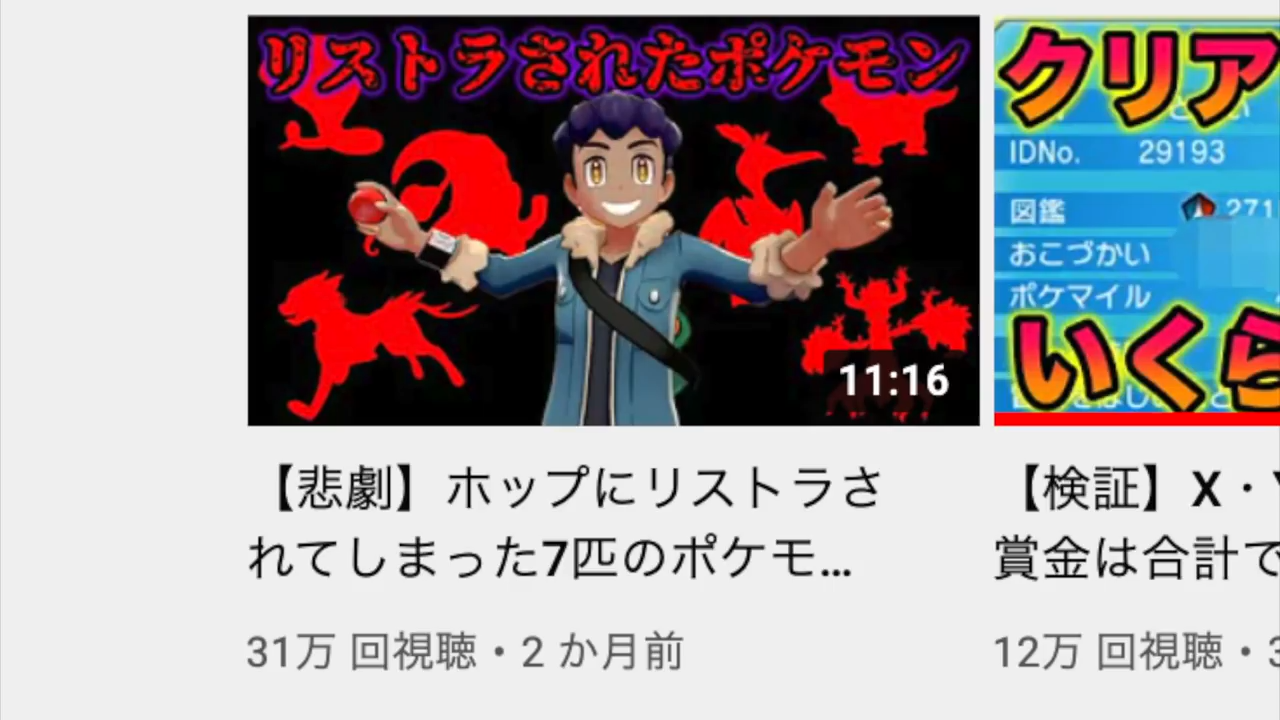 リストラされたポケモン
11:16
【悲劇】ホップにリストラさ
れてしまった7匹のポケモ...
31万 回視聴・2 か月前
クリア
IDNo. 29193
図鑑 271
おこづかい
ポケマイル
いくら
【検証】X・Y
賞金は合計で
12万 回視聴・3